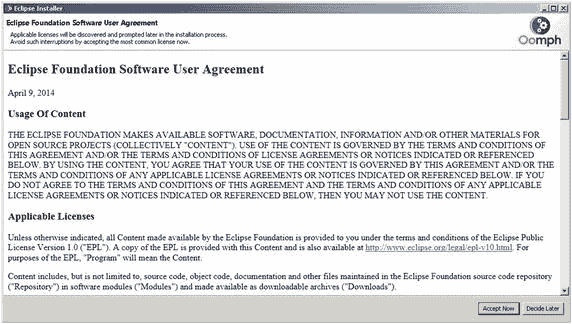 Eclipse Installer
Eclipse Foundation Software User Agreement
Applicable licenses will be discovered and prompted later in the installation process.
Avoid such interruptions by accepting the most common license now.
Oomph
Eclipse Foundation Software User Agreement
April 9, 2014
Usage Of Content
THE ECLIPSE FOUNDATION MAKES AVAILABLE SOFTWARE, DOCUMENTATION, INFORMATION AND/OR OTHER MATERIALS FOR
OPEN SOURCE PROJECTS (COLLECTIVELY "CONTENT"). USE OF THE CONTENT IS GOVERNED BY THE TERMS AND CONDITIONS OF
THIS AGREEMENT AND/OR THE TERMS AND CONDITIONS OF LICENSE AGREEMENTS OR NOTICES INDICATED OR REFERENCED
BELOW. BY USING THE CONTENT, YOU AGREE THAT YOUR USE OF THE CONTENT IS GOVERNED BY THIS AGREEMENT AND/OR THE
TERMS AND CONDITIONS OF ANY APPLICABLE LICENSE AGREEMENTS OR NOTICES INDICATED OR REFERENCED BELOW. IF YOU
DO NOT AGREE TO THE TERMS AND CONDITIONS OF THIS AGREEMENT AND THE TERMS AND CONDITIONS OF ANY APPLICABLE
LICENSE AGREEMENTS OR NOTICES INDICATED OR REFERENCED BELOW, THEN YOU MAY NOT USE THE CONTENT.
Applicable Licenses
Unless otherwise indicated, all Content made available by the Eclipse Foundation is provided to you under the terms and conditions of the Eclipse Public
License Version 1.0 ("EPL"). A copy of the EPL is provided with this Content and is also available at http://www.eclipse.org/legal/epl-v10.html. For
purposes of the EPL, "Program" will mean the Content.
Content includes, but is not limited to, source code, object code, documentation and other files maintained in the Eclipse Foundation source code repository
("Repository") in software modules ("Modules") and made available as downloadable archives ("Downloads").
Accept Now Decide Later